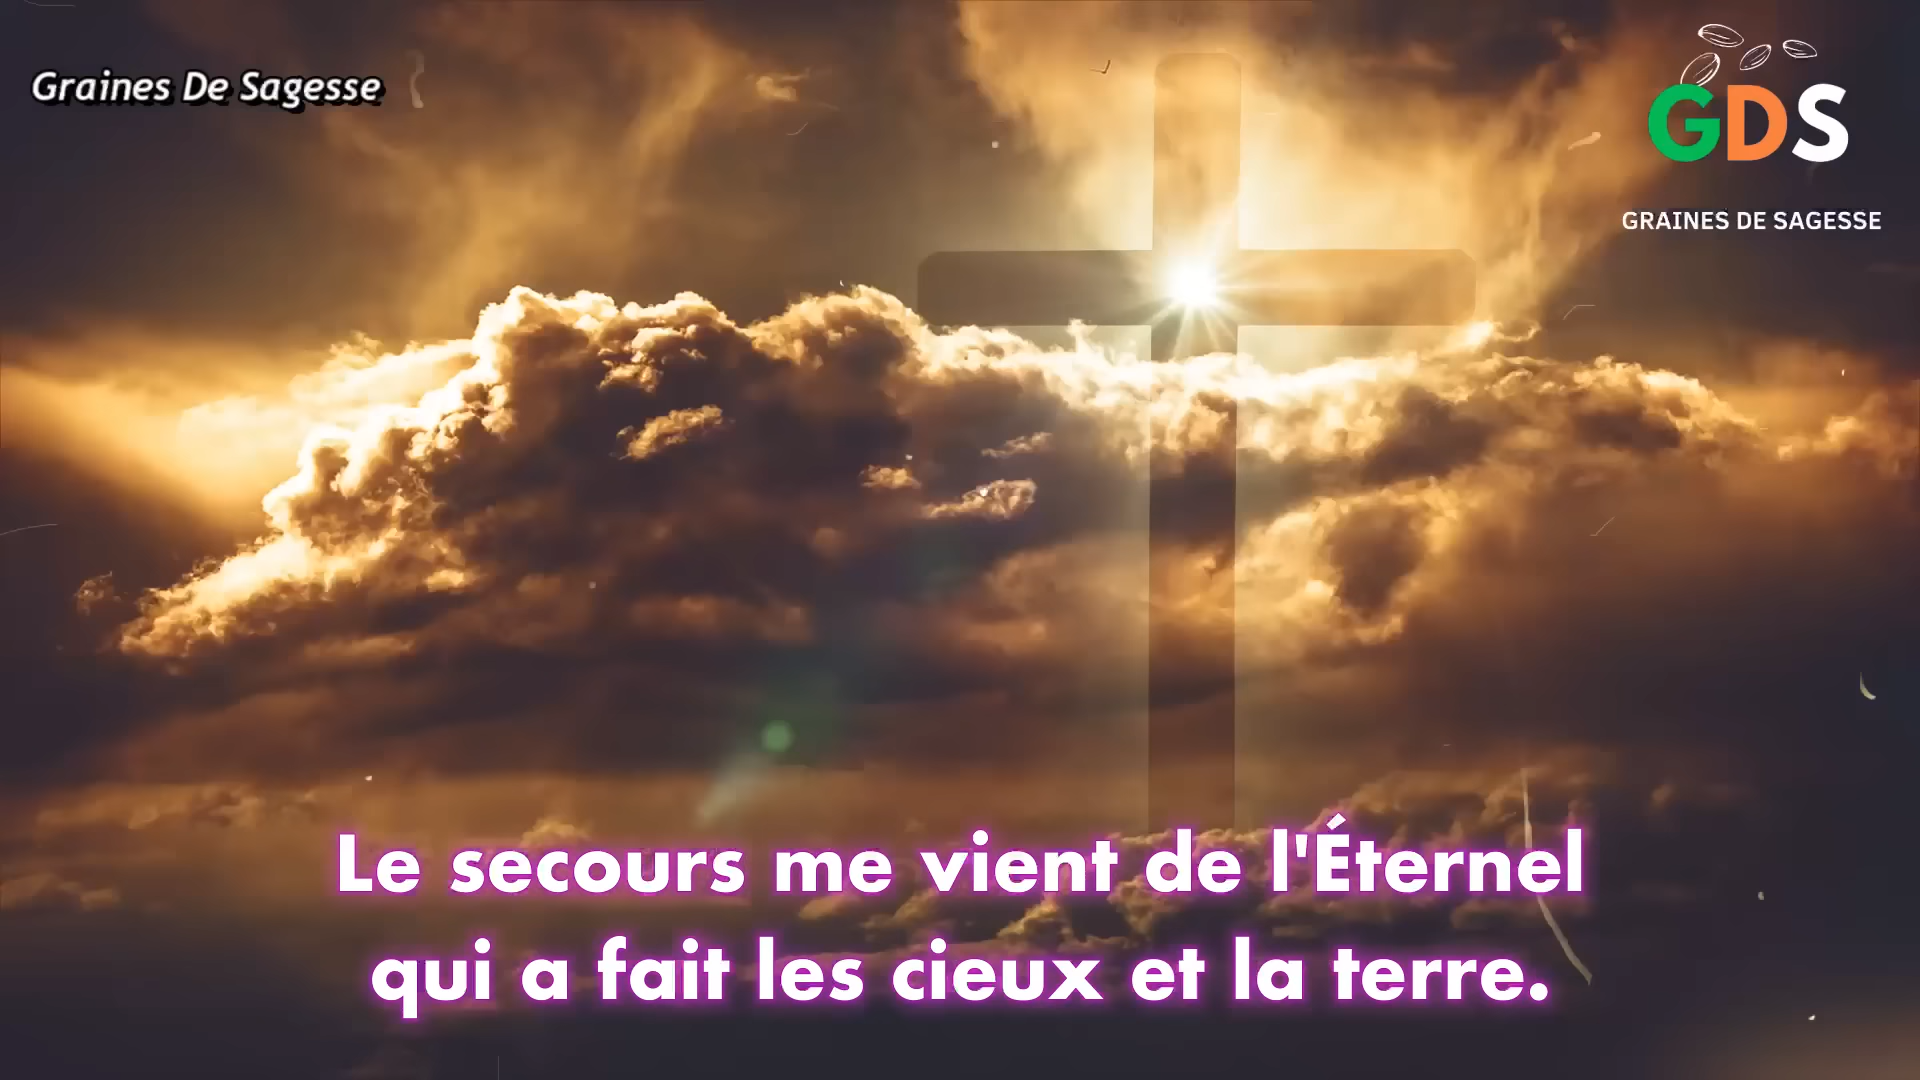 Graines De Sagesse
GDS
GRAINES DE SAGESSE
Le secours me vient de l'Éternel
qui a fait les cieux et la terre.